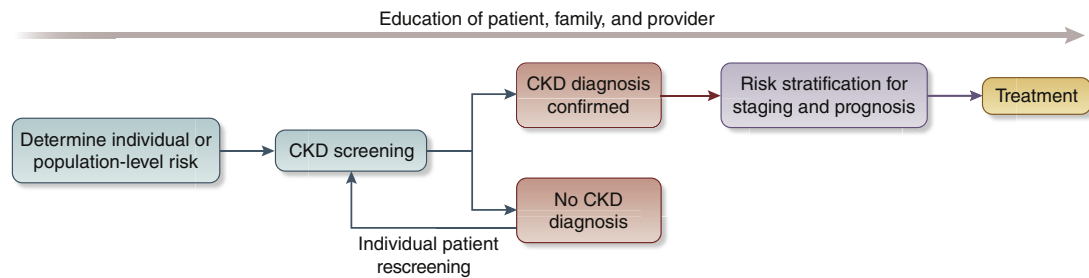 Education of patient, family, and provider
Determine individual or
population-level risk
CKD screening
CKD diagnosis
confirmed
Risk stratification for
staging and prognosis
Treatment
No CKD
diagnosis
Individual patient
rescreening